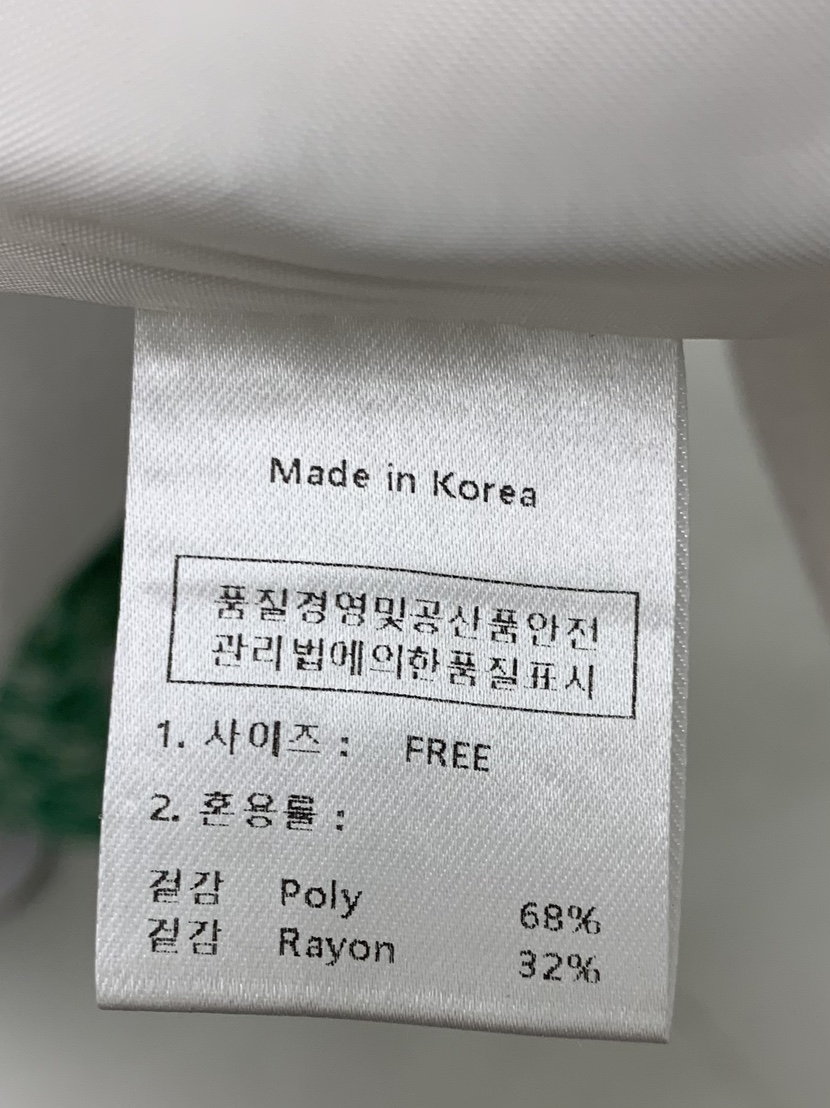 Made in Korea
품질경영및공산품안전
관리법에의한품질표시
1. 사이즈 : FREE
2. 혼용률 :
겉감 Poly 68%
겉감 Rayon 32%